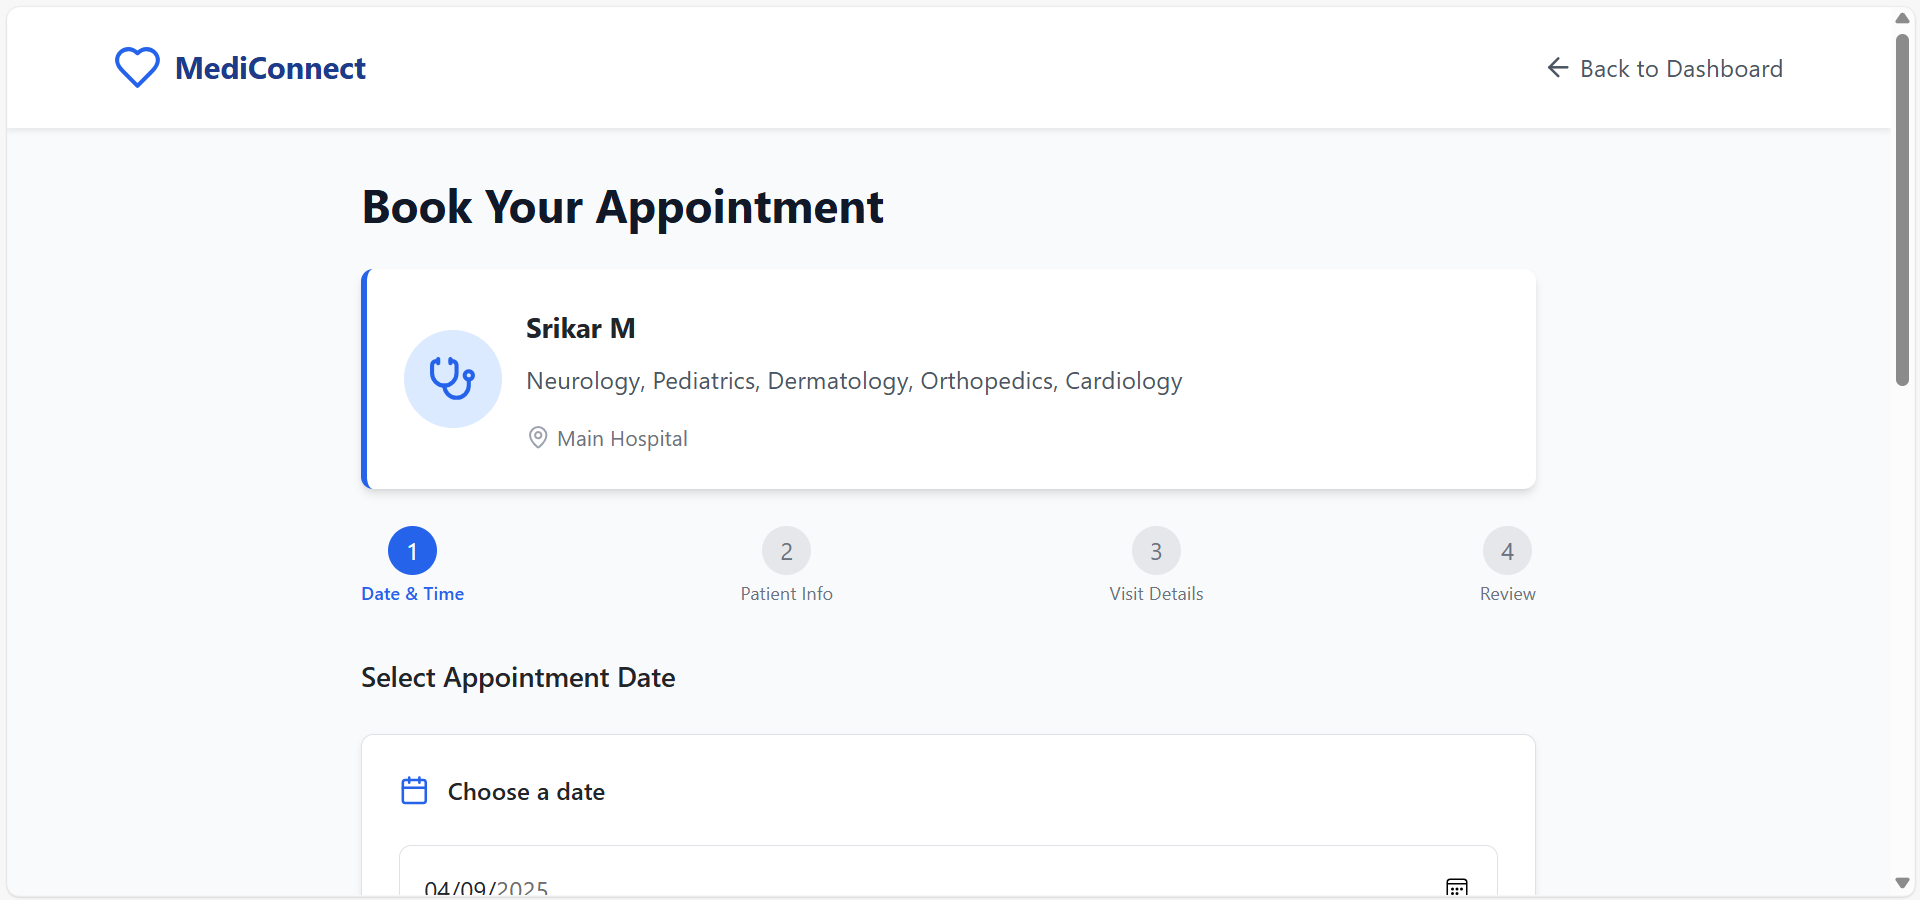 MediConnect
Back to Dashboard
Book Your Appointment
Srikar M
Neurology, Pediatrics, Dermatology, Orthopedics, Cardiology
Main Hospital
1
2
3
4
Date & Time
Patient Info
Visit Details
Review
Select Appointment Date
Choose a date
04/09/2025